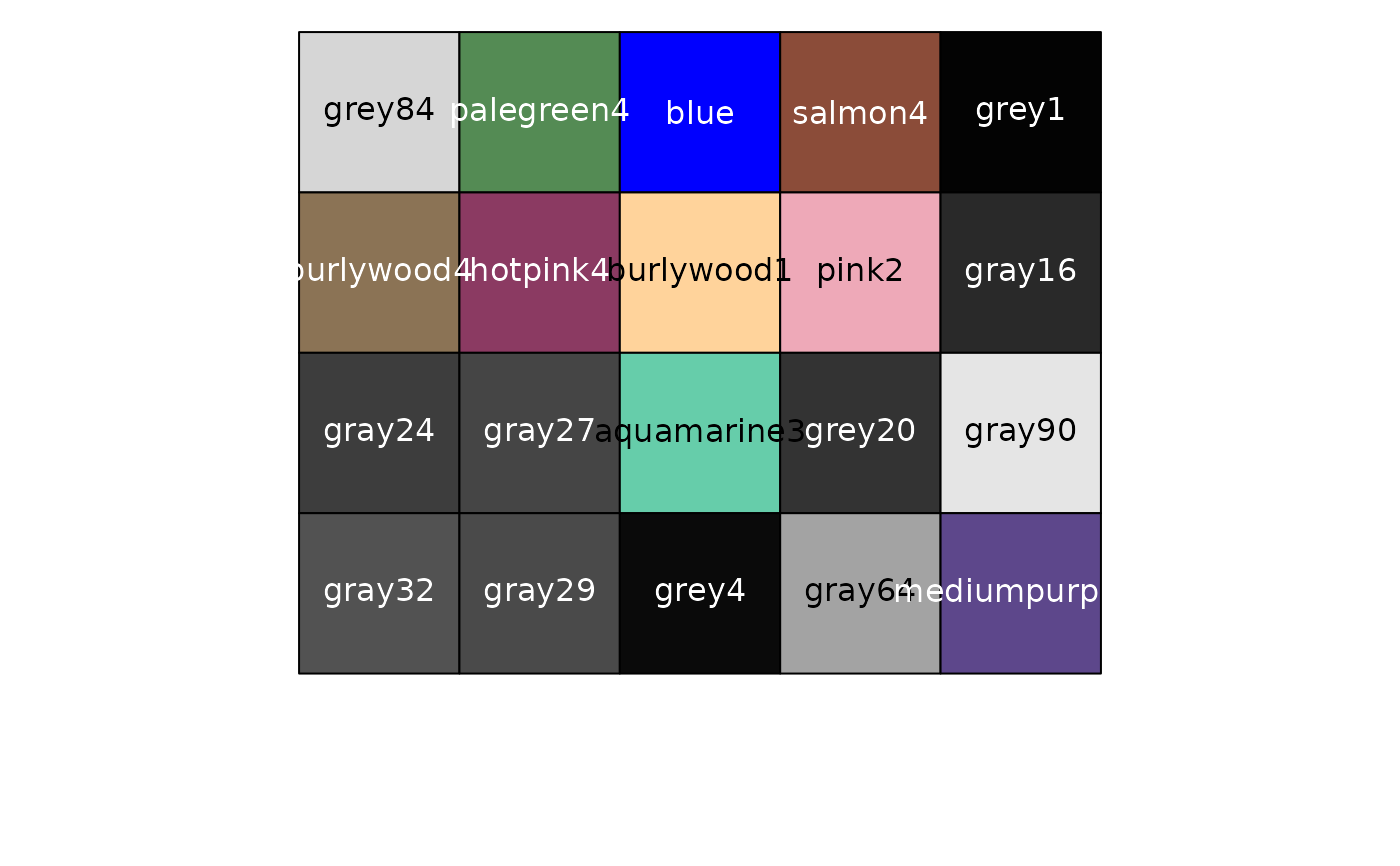 grey84 palegreen4 blue salmon4 grey1
burlywood4 hotpink4 burlywood1 pink2 gray16
gray24 gray27 aquamarine3 grey20 gray90
gray32 gray29 grey4 gray64 mediumpurp